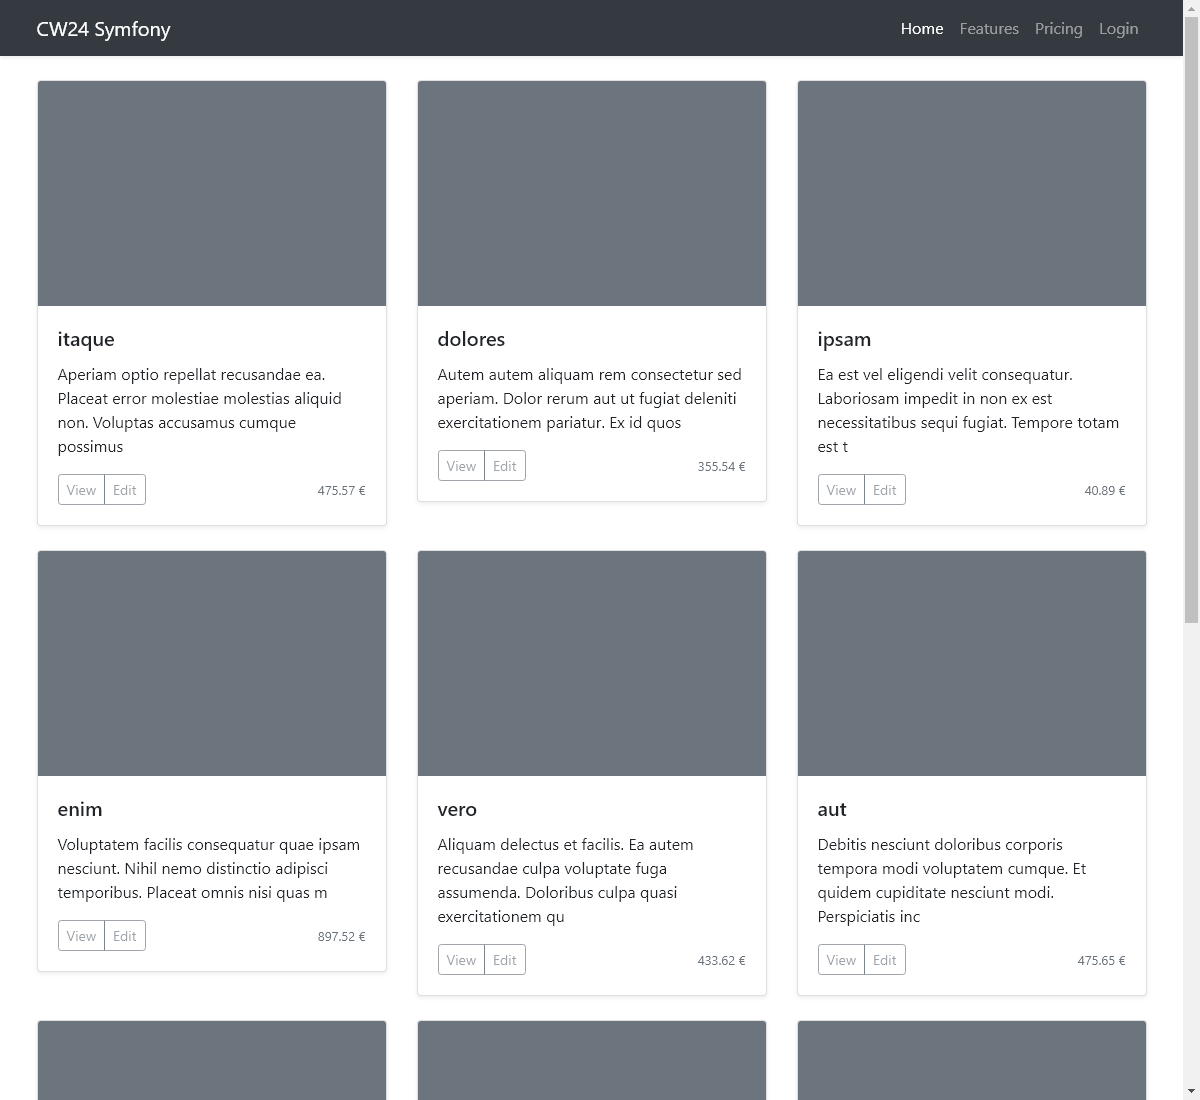 CW24 Symfony
Home Features Pricing Login
itaque
Aperiam optio repellat recusandae ea.
Placeat error molestiae molestias aliquid
non. Voluptas accusamus cumque
possimus
View Edit 475.57 €
dolores
Autem autem aliquam rem consectetur sed
aperiam. Dolor rerum aut ut fugiat deleniti
exercitationem pariatur. Ex id quos
View Edit 355.54 €
ipsam
Ea est vel eligendi velit consequatur.
Laboriosam impedit in non ex est
necessitatibus sequi fugiat. Tempore totam
est t
View Edit 40.89 €
enim
Voluptatem facilis consequatur quae ipsam
nesciunt. Nihil nemo distinctio adipisci
temporibus. Placeat omnis nisi quas m
View Edit 897.52 €
vero
Aliquam delectus et facilis. Ea autem
recusandae culpa voluptate fuga
assumenda. Doloribus culpa quasi
exercitationem qu
View Edit 433.62 €
aut
Debitis nesciunt doloribus corporis
tempora modi voluptatem cumque. Et
quidem cupiditate nesciunt modi.
Perspiciatis inc
View Edit 475.65 €